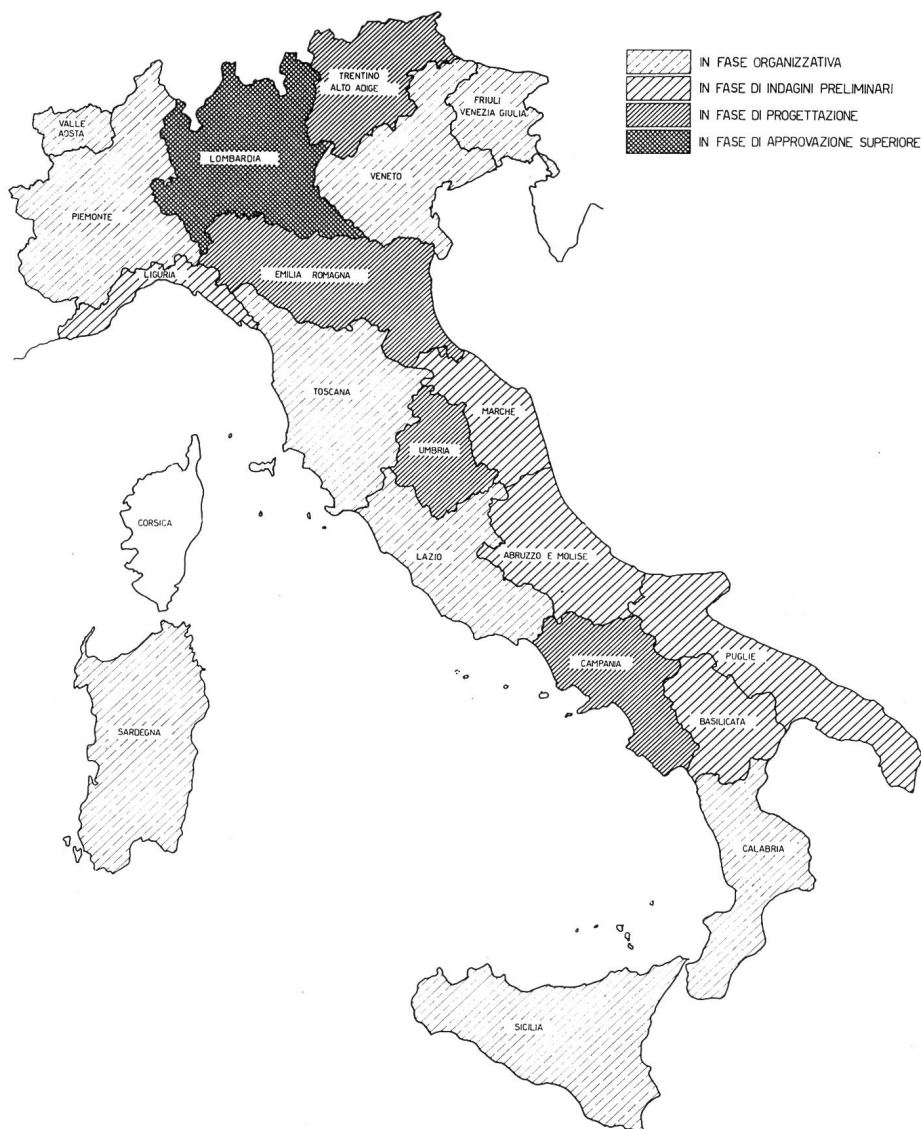 IN FASE ORGANIZZATIVA
IN FASE DI INDAGINI PRELIMINARI
IN FASE DI PROGETTAZIONE
IN FASE DI APPROVAZIONE SUPERIORE
TRENTINO
ALTO ADIGE
FRIULI
VENEZIA GIULIA
VALLE
AOSTA
LOMBARDIA
VENETO
PIEMONTE
LIGURIA
EMILIA ROMAGNA
TOSCANA
MARCHE
UMBRIA
CORSICA
LAZIO
ABRUZZO E MOLISE
CAMPANIA
PUGLIE
BASILICATA
SARDEGNA
CALABRIA
SICILIA